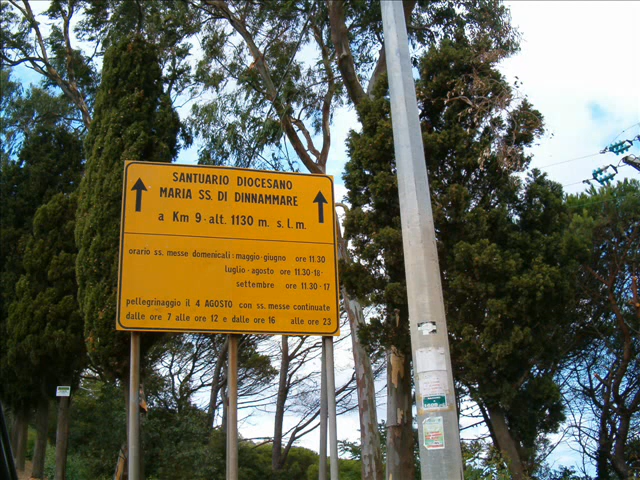 SANTUARIO DIOCESANO
MARIA SS. DI DINNAMMARE
a Km 9 - alt. 1130 m. s.l.m.
orario ss. messe domenicali: maggio-giugno ore 11.30
luglio - agosto ore 11.30-18-
settembre ore 11.30-17
pellegrinaggio il 4 AGOSTO con ss. messe continuate
dalle ore 7 alle ore 12 e dalle ore 16 alle ore 23